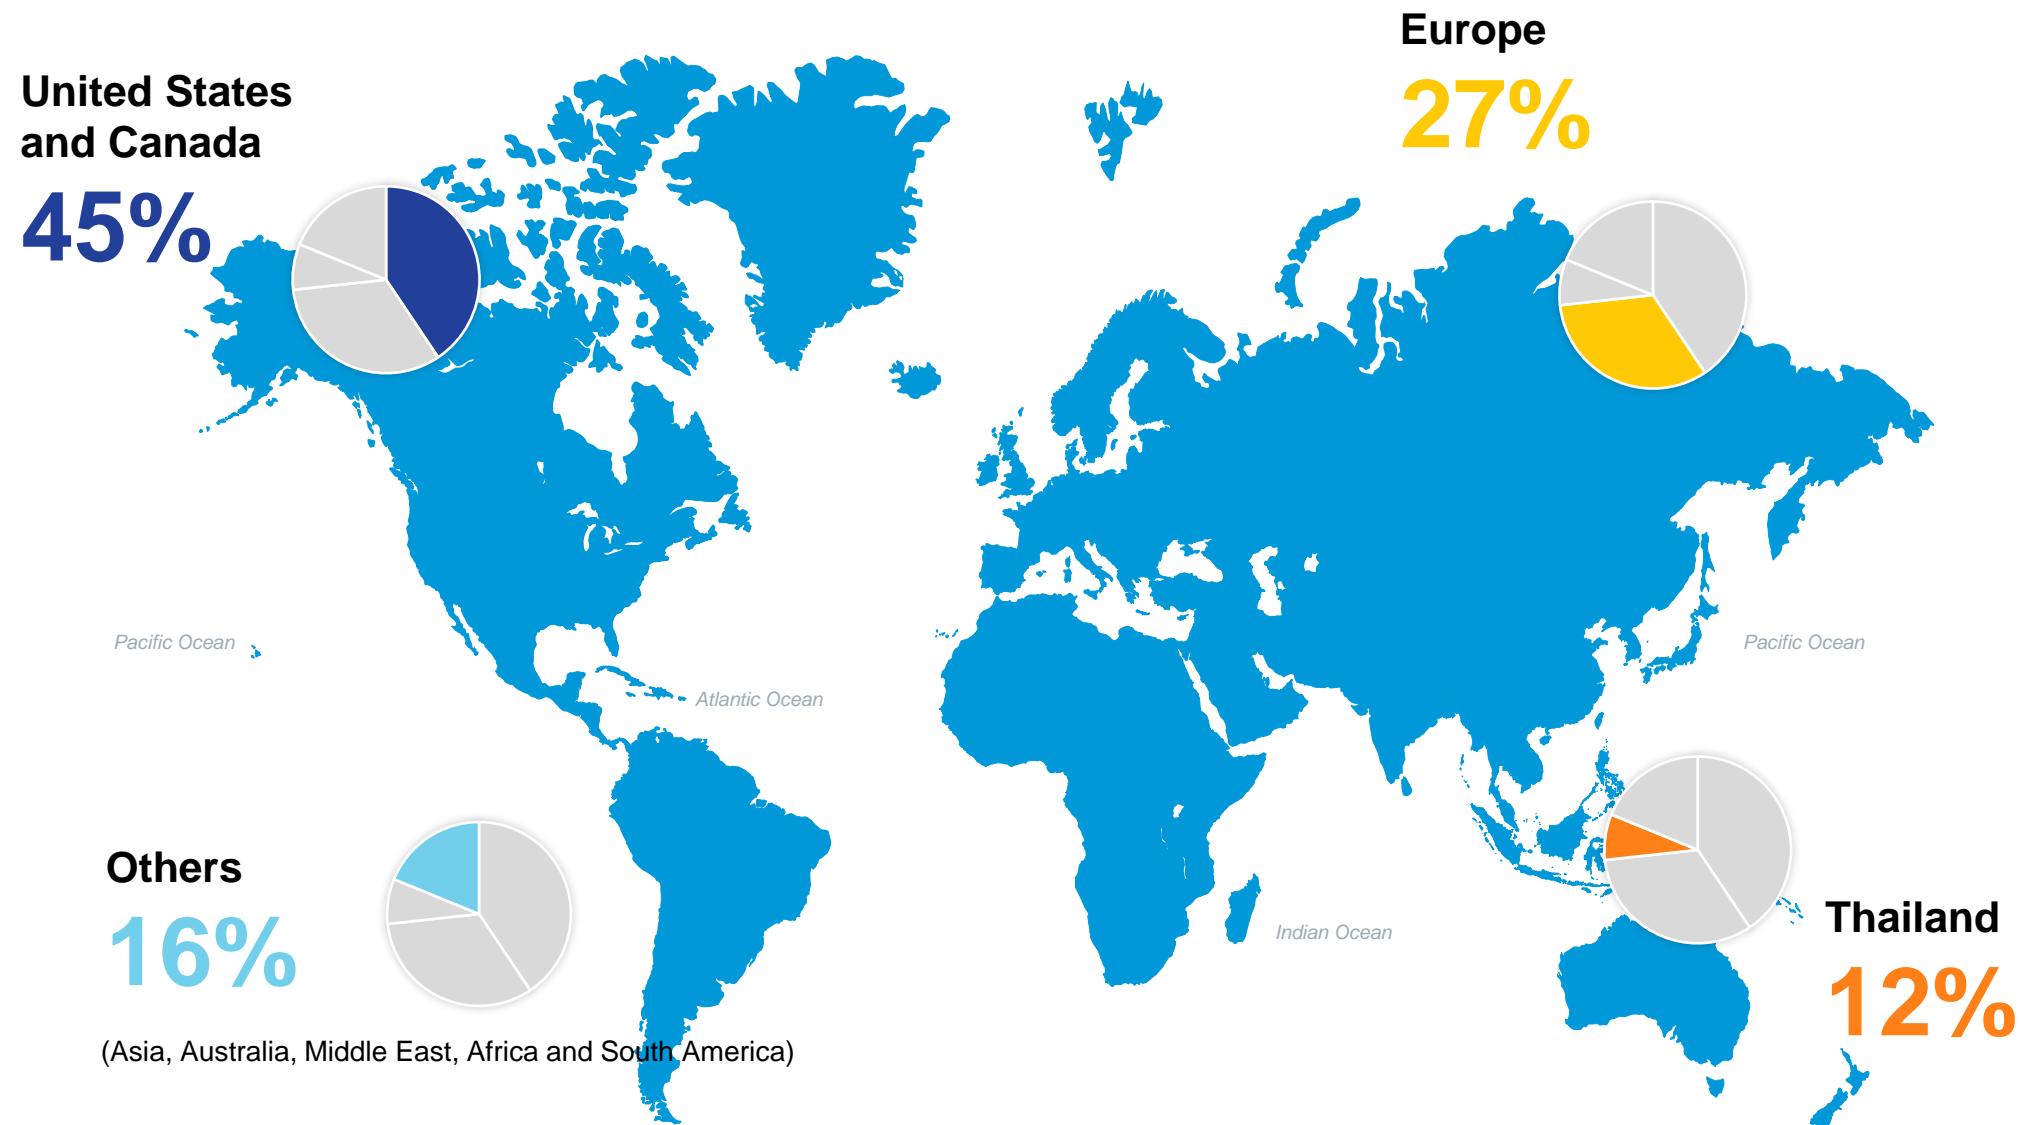 Europe
27%
United States
and Canada
45%
Pacific Ocean
Pacific Ocean
Atlantic Ocean
Others
16%
(Asia, Australia, Middle East, Africa and South America)
Indian Ocean
Thailand
12%